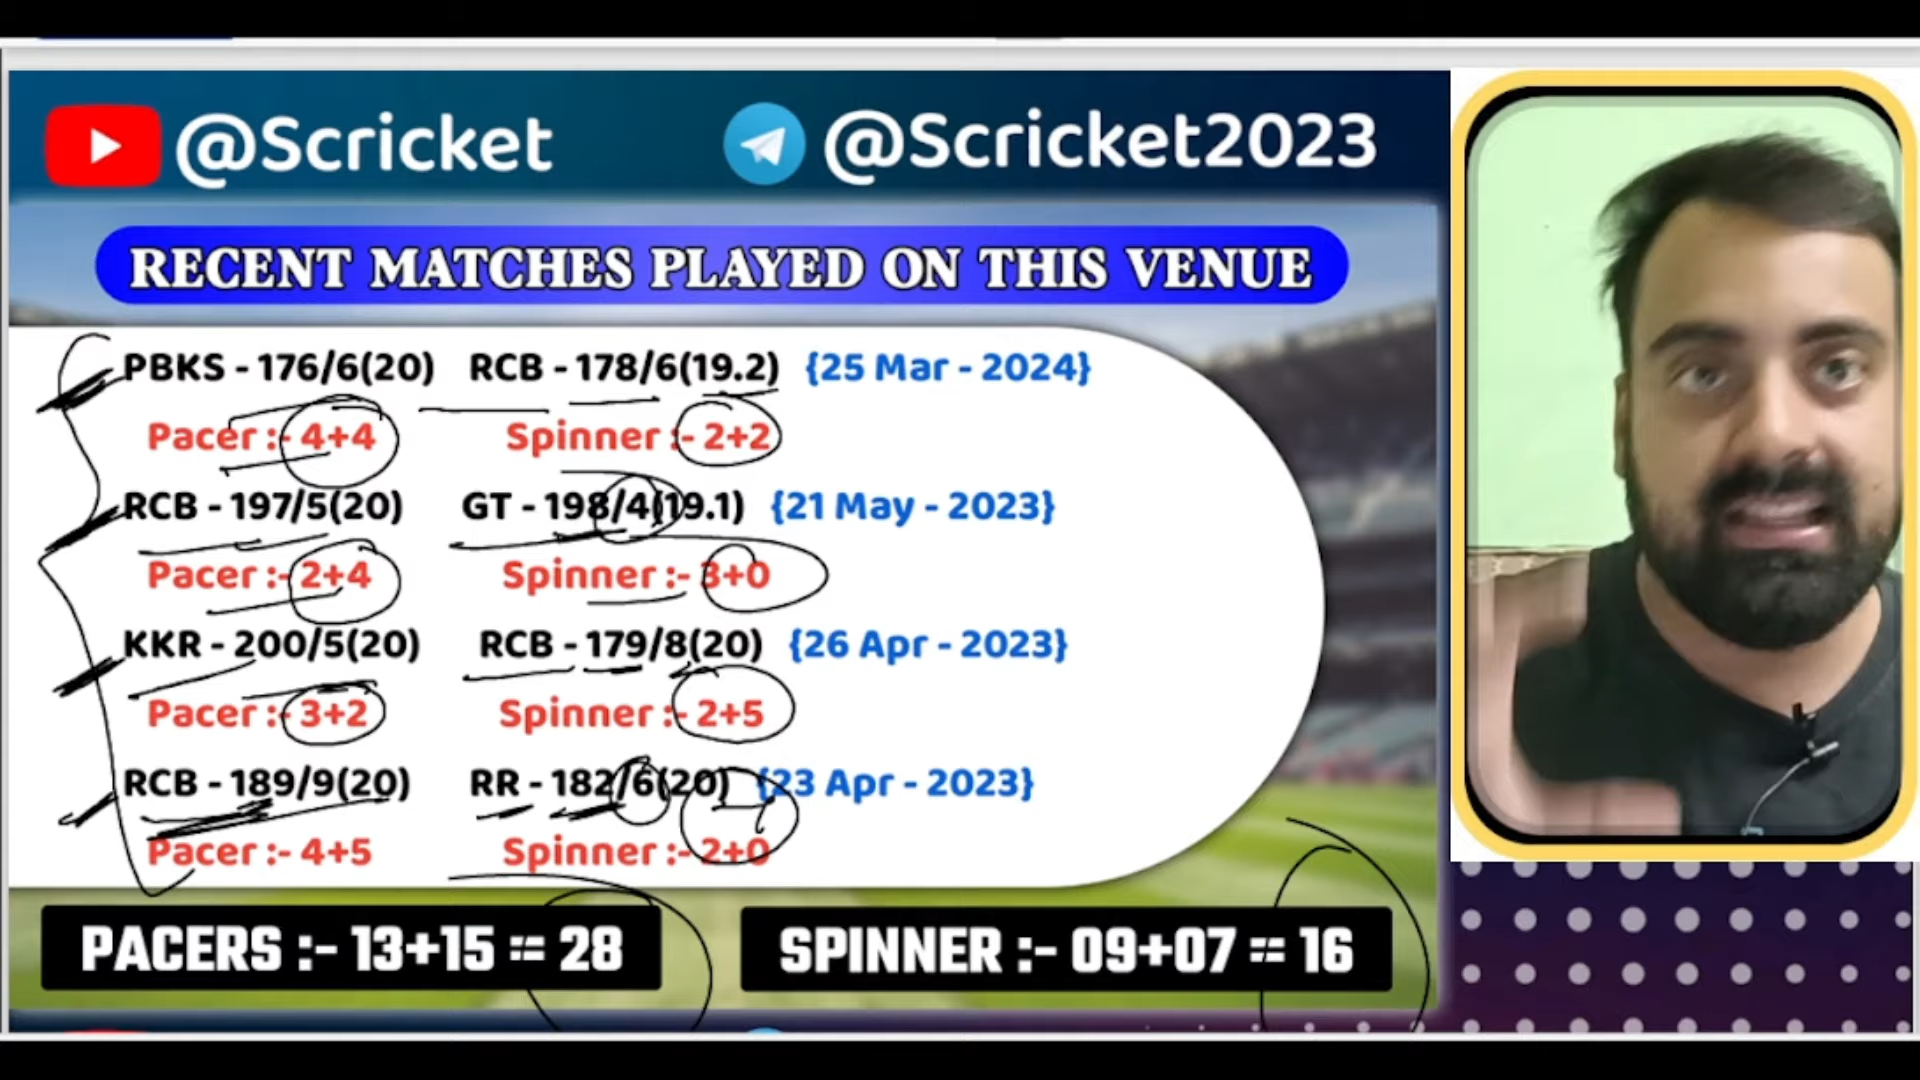 @Scricket @Scricket2023
RECENT MATCHES PLAYED ON THIS VENUE
PBKS - 176/6(20) RCB - 178/6(19.2) {25 Mar - 2024}
Pacer :- 4+4 Spinner :- 2+2
RCB - 197/5(20) GT - 198/4(19.1) {21 May - 2023}
Pacer :- 2+4 Spinner :- 3+0
KKR - 200/5(20) RCB - 179/8(20) {26 Apr - 2023}
Pacer :- 3+2 Spinner :- 2+5
RCB - 189/9(20) RR - 182/6(20) {23 Apr - 2023}
Pacer :- 4+5 Spinner :- 2+0
PACERS :- 13+15 == 28 SPINNER :- 09+07 == 16